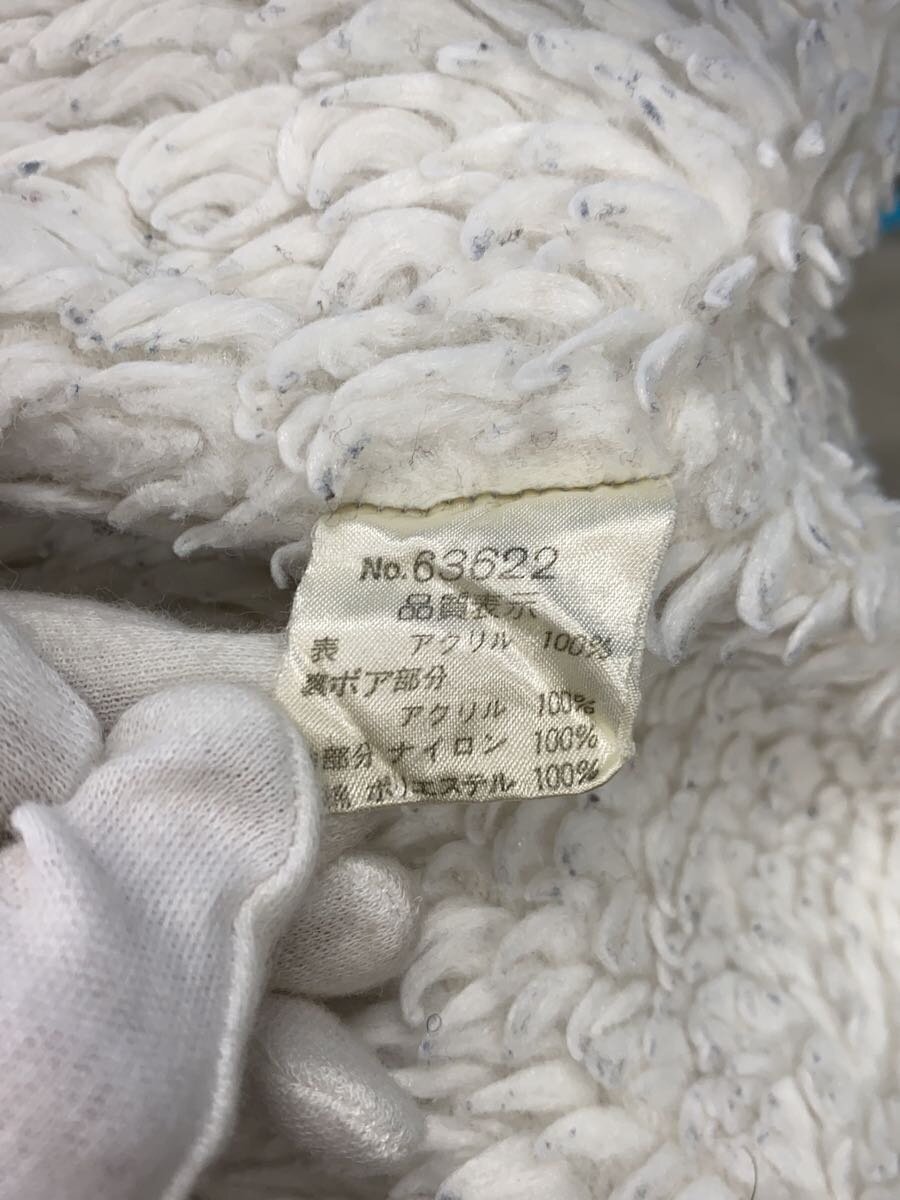 No.63622
品質表示
表 アクリル 100%
裏ボア部分
アクリル 100%
部分 ナイロン 100%
ポリエステル 100%